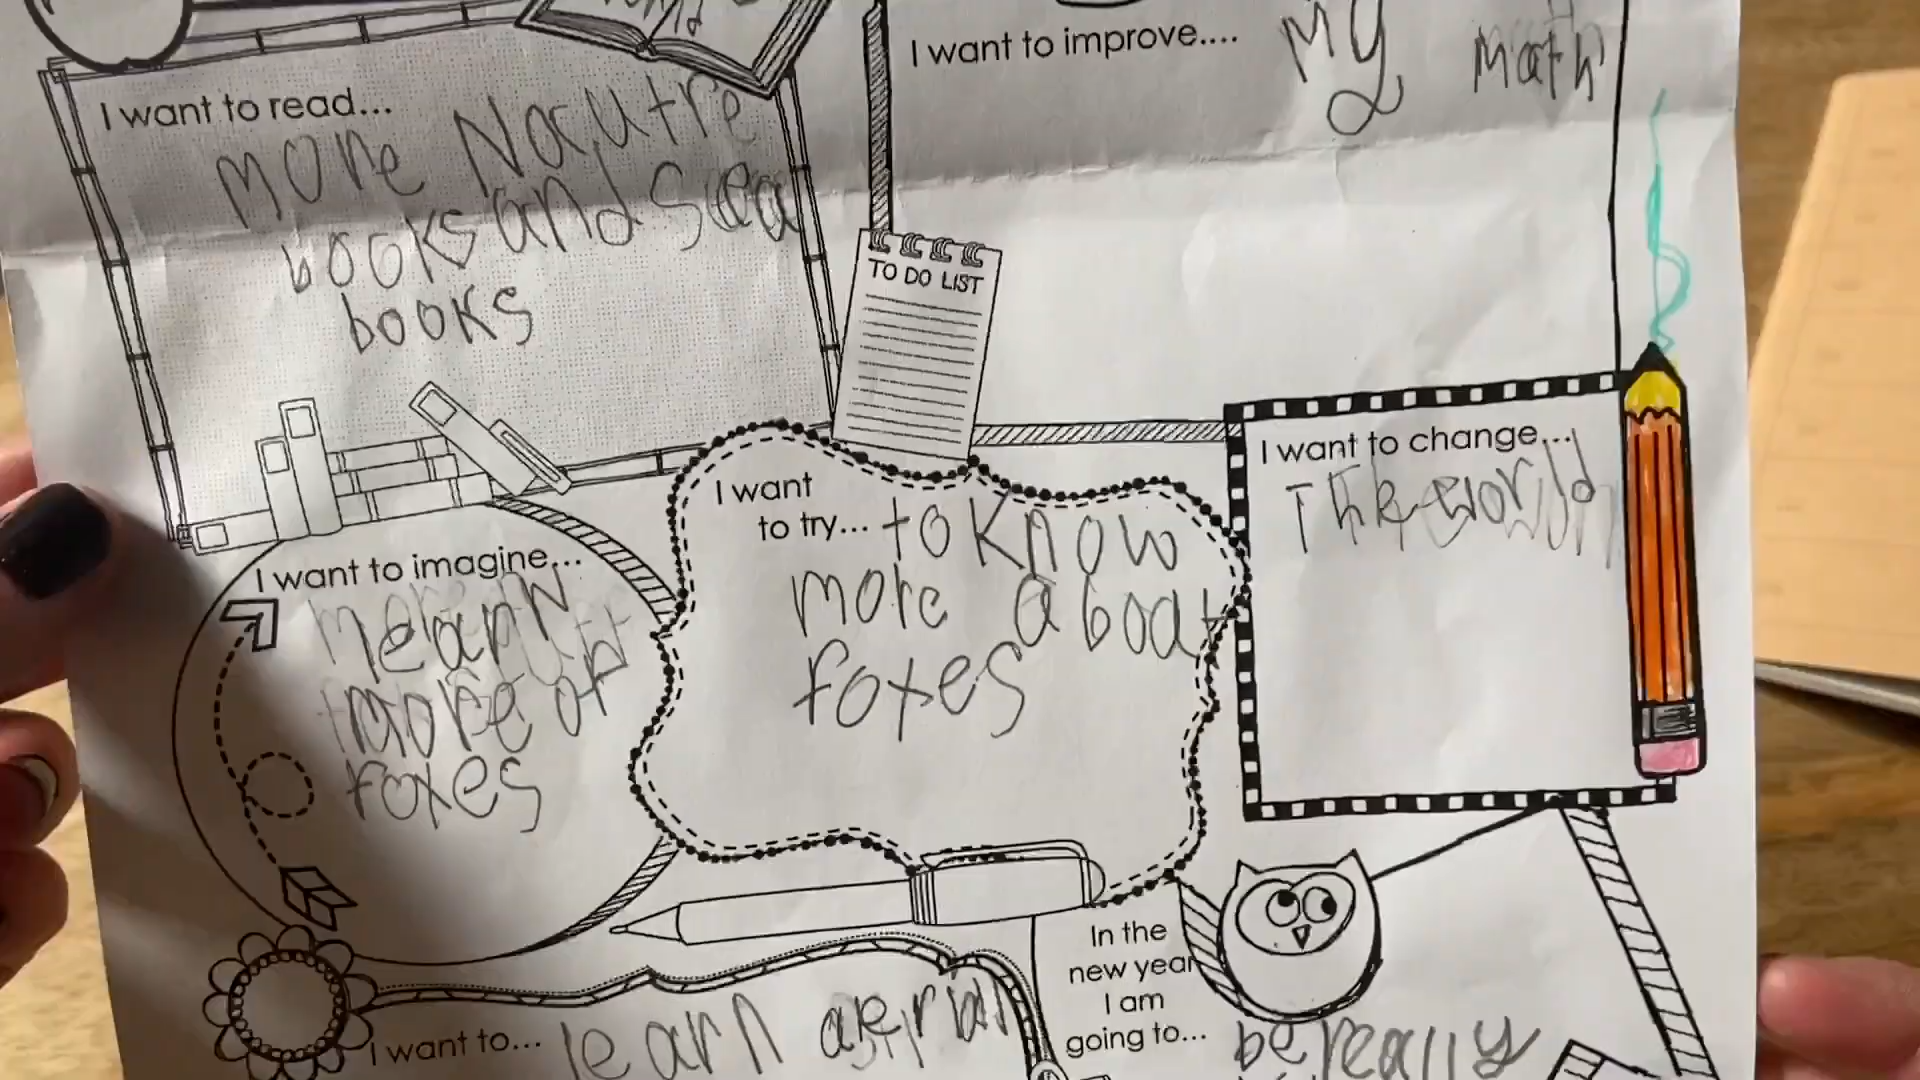 I want to read...
more Nacutre
books and Sea
books
I want to improve....
My math
TO DO LIST
I want to change...
The world
I want
to try... to know
more a boat
foxes
I want to imagine...
learn
more of
foxes
I want to... learn
In the
new year
I am
going to... be really